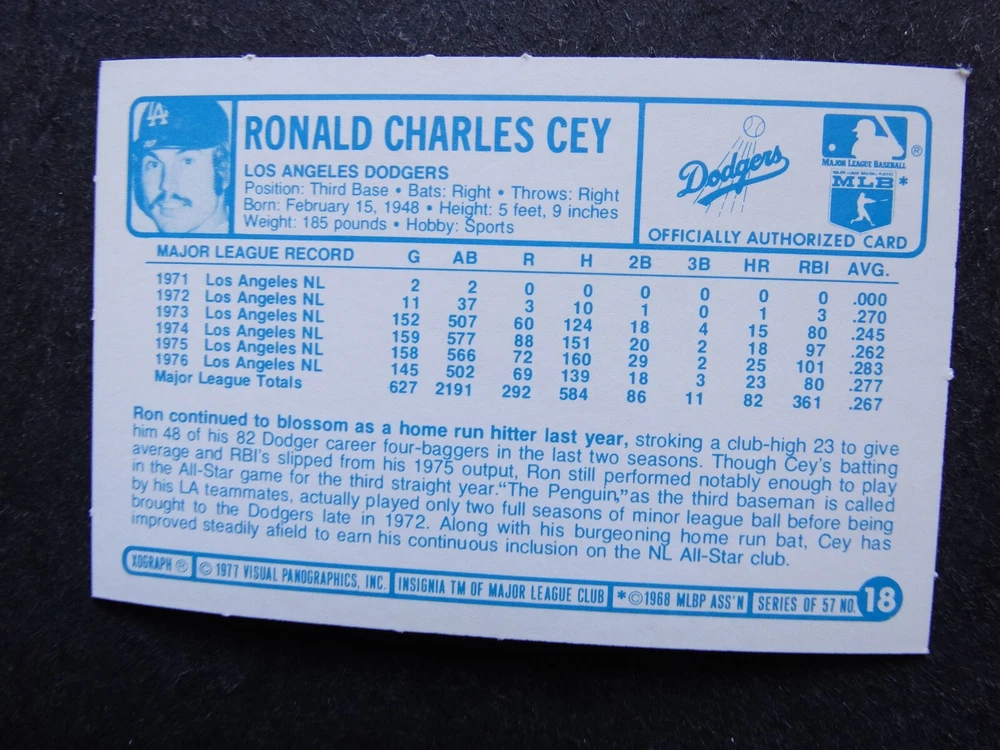 LA
RONALD CHARLES CEY
LOS ANGELES DODGERS
Position: Third Base • Bats: Right • Throws: Right
Born: February 15, 1948 • Height: 5 feet, 9 inches
Weight: 185 pounds • Hobby: Sports
Dodgers
MAJOR LEAGUE BASEBALL ®
MLB *
OFFICIALLY AUTHORIZED CARD
MAJOR LEAGUE RECORD G AB R H 2B 3B HR RBI AVG.
1971 Los Angeles NL 2 2 0 0 0 0 0 0 .000
1972 Los Angeles NL 11 37 3 10 1 0 1 3 .270
1973 Los Angeles NL 152 507 60 124 18 4 15 80 .245
1974 Los Angeles NL 159 577 88 151 20 2 18 97 .262
1975 Los Angeles NL 158 566 72 160 29 2 25 101 .283
1976 Los Angeles NL 145 502 69 139 18 3 23 80 .277
Major League Totals 627 2191 292 584 86 11 82 361 .267
Ron continued to blossom as a home run hitter last year, stroking a club-high 23 to give
him 48 of his 82 Dodger career four-baggers in the last two seasons. Though Cey's batting
average and RBI's slipped from his 1975 output, Ron still performed notably enough to play
in the All-Star game for the third straight year. "The Penguin," as the third baseman is called
by his LA teammates, actually played only two full seasons of minor league ball before being
brought to the Dodgers late in 1972. Along with his burgeoning home run bat, Cey has
improved steadily afield to earn his continuous inclusion on the NL All-Star club.
XOGRAPH ® © 1977 VISUAL PANOGRAPHICS, INC. INSIGNIA TM OF MAJOR LEAGUE CLUB *©1968 MLBP ASS'N SERIES OF 57 NO. 18